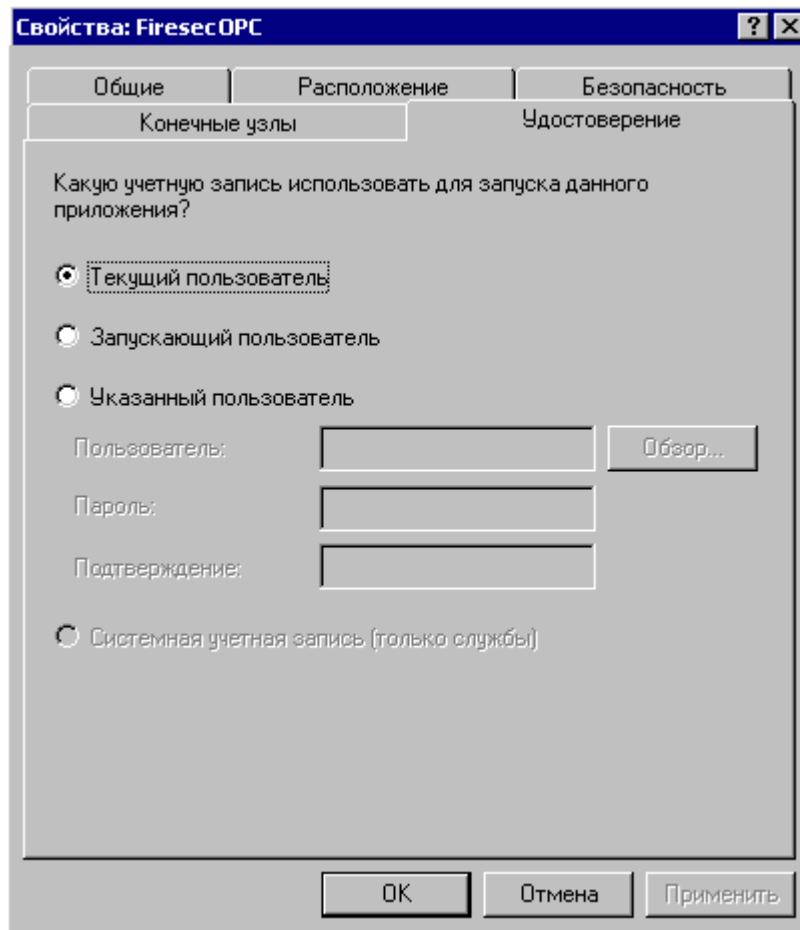 Свойства: FiresecOPC
Общие
Расположение
Безопасность
Конечные узлы
Удостоверение
Какую учетную запись использовать для запуска данного
приложения?
Текущий пользователь
Запускающий пользователь
Указанный пользователь
Пользователь:
Обзор...
Пароль:
Подтверждение:
Системная учетная запись (только службы)
OK
Отмена
Применить